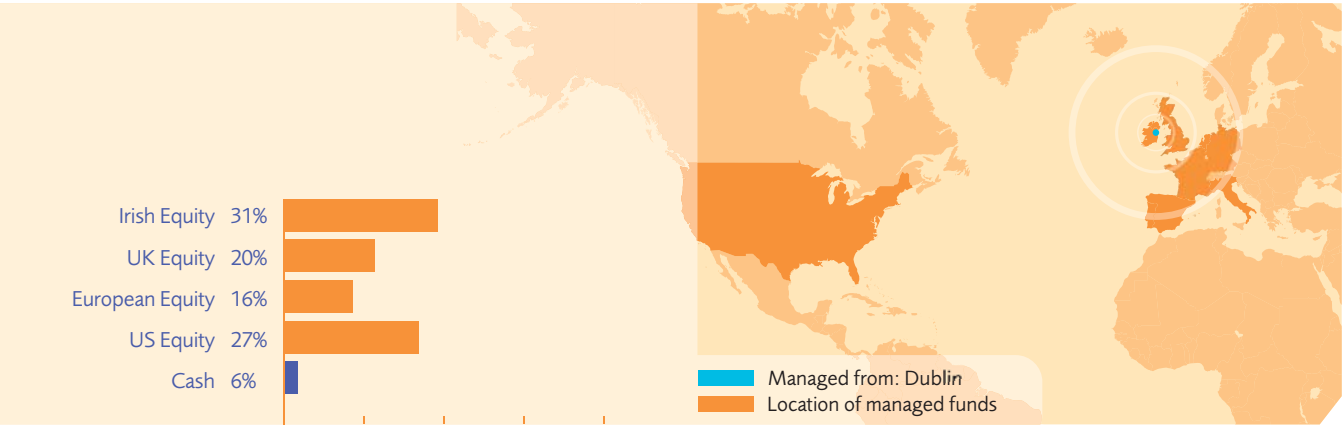 Irish Equity 31%
UK Equity 20%
European Equity 16%
US Equity 27%
Cash 6%
Managed from: Dublin
Location of managed funds